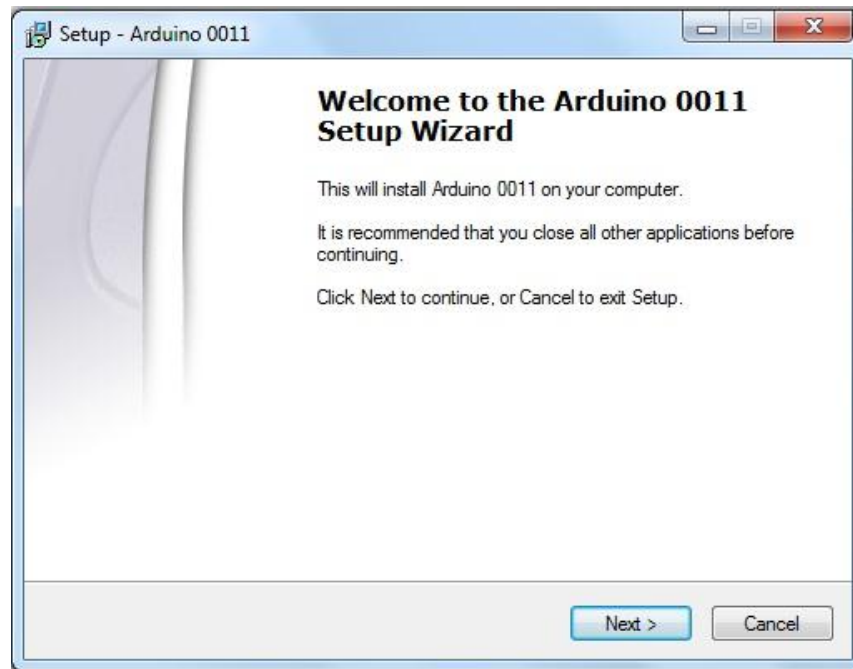 Setup - Arduino 0011
Welcome to the Arduino 0011
Setup Wizard
This will install Arduino 0011 on your computer.
It is recommended that you close all other applications before
continuing.
Click Next to continue, or Cancel to exit Setup.
Next >
Cancel